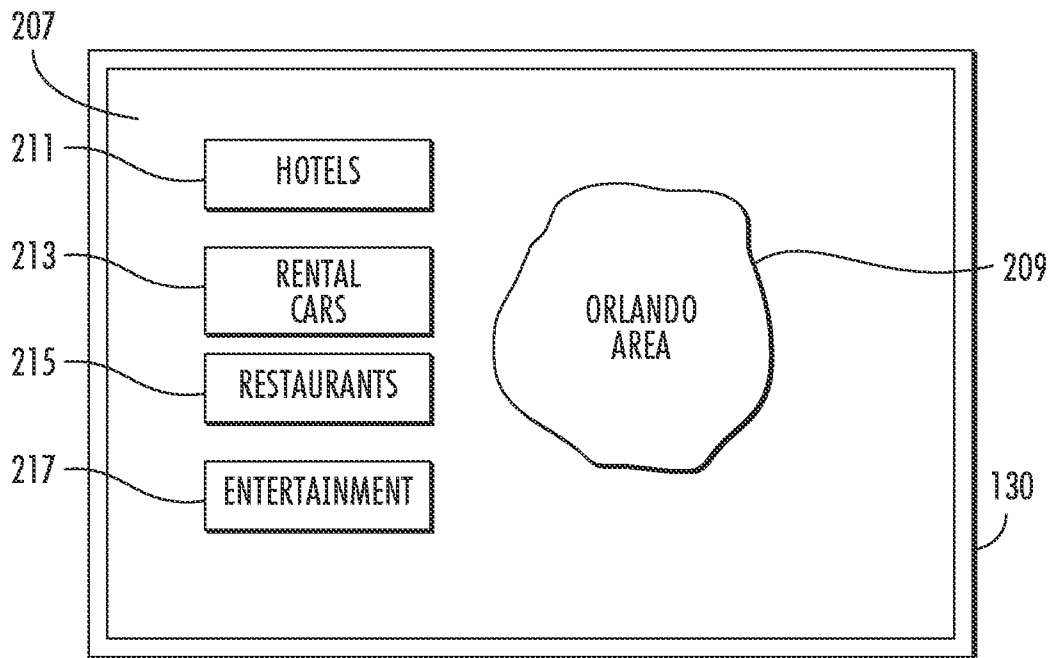 207
211
HOTELS
213
RENTAL
CARS
209
ORLANDO
AREA
215
RESTAURANTS
217
ENTERTAINMENT
130